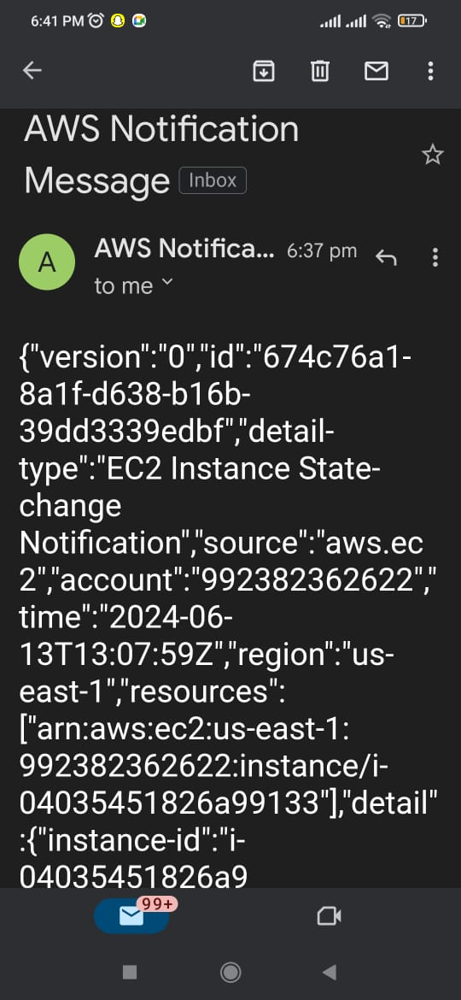 6:41 PM
17
AWS Notification
Message Inbox
A
AWS Notifica... 6:37 pm
to me
{"version":"0","id":"674c76a1-
8a1f-d638-b16b-
39dd3339edbf","detail-
type":"EC2 Instance State-
change
Notification","source":"aws.ec
2","account":"992382362622","
time":"2024-06-
13T13:07:59Z","region":"us-
east-1","resources":
["arn:aws:ec2:us-east-1:
992382362622:instance/i-
04035451826a99133"],"detail"
:{"instance-id":"i-
04035451826a9
99+